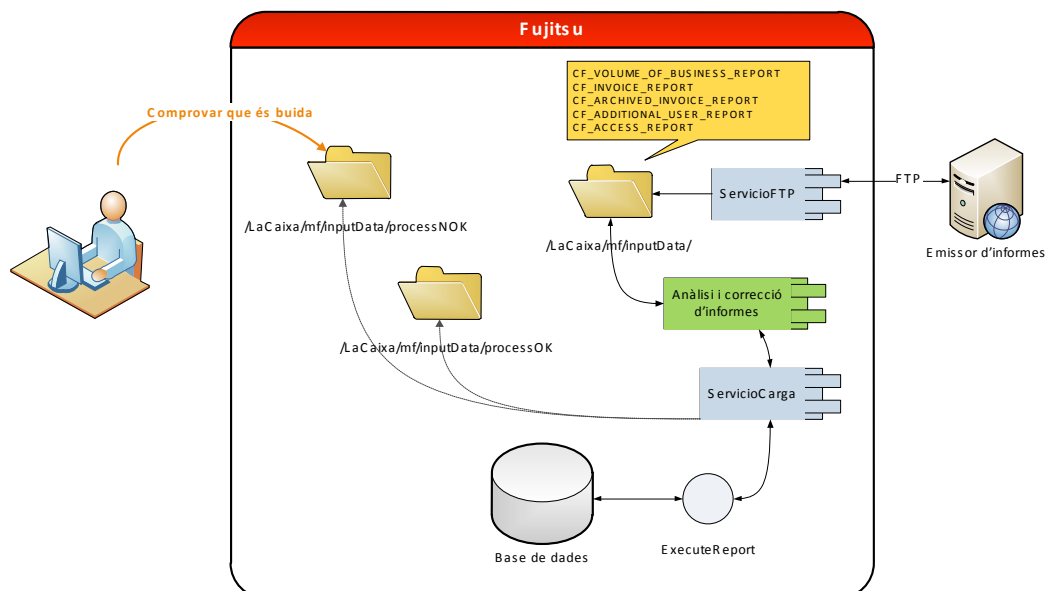 Fujitsu
CF_VOLUME_OF_BUSINESS_REPORT
CF_INVOICE_REPORT
CF_ARCHIVED_INVOICE_REPORT
CF_ADDITIONAL_USER_REPORT
CF_ACCESS_REPORT
Comprovar que és buida
ServicioFTP
FTP
/LaCaixa/mf/inputData/processNOK
/LaCaixa/mf/inputData/
Emissor d'informes
Anàlisi i correcció
d'informes
/LaCaixa/mf/inputData/processOK
ServicioCarga
Base de dades
ExecuteReport